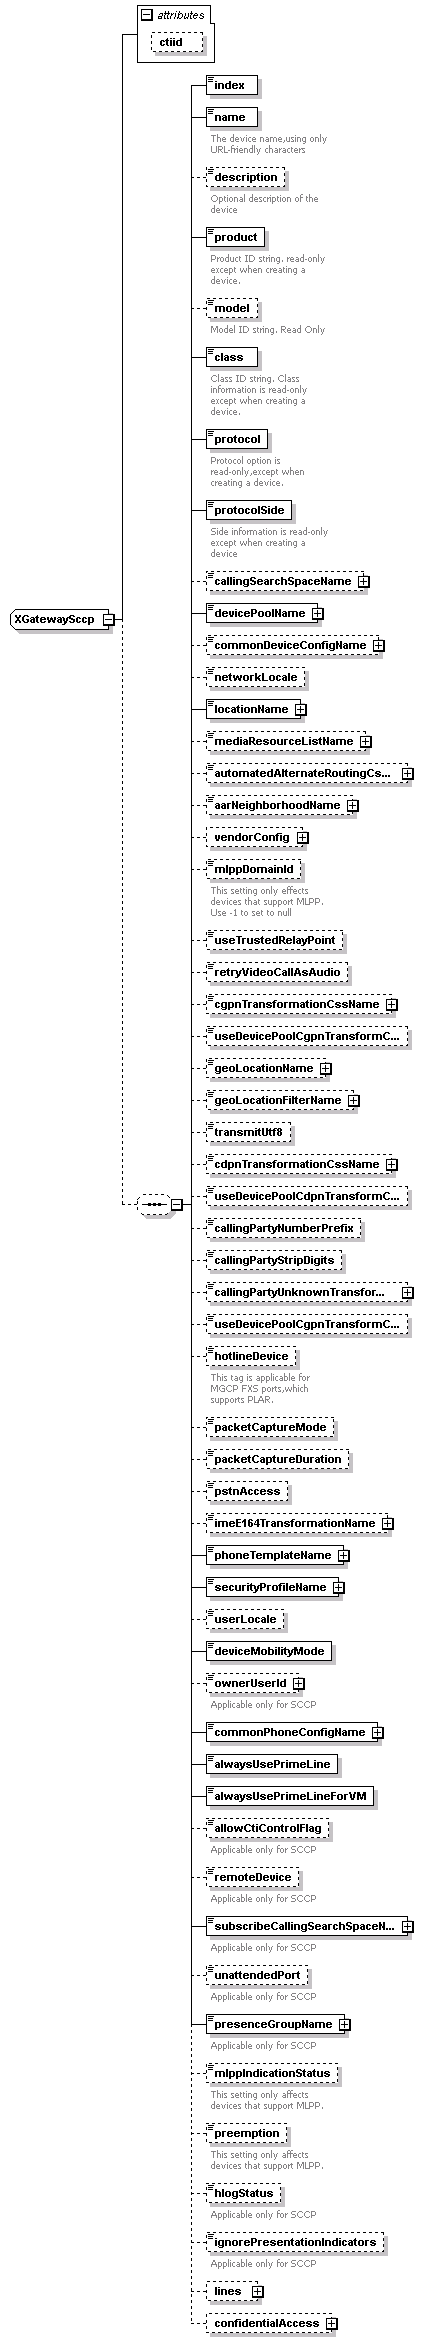 attributes
ctiid
index
name
The device name,using only
URL-friendly characters
description
Optional description of the
device
product
Product ID string. read-only
except when creating a
device.
model
Model ID string. Read Only
class
Class ID string. Class
information is read-only
except when creating a
device.
protocol
Protocol option is
read-only,except when
creating a device.
protocolSide
Side information is read-only
except when creating a
device
callingSearchSpaceName
devicePoolName
XGatewaySccp
commonDeviceConfigName
networkLocale
locationName
mediaResourceListName
automatedAlternateRoutingCs...
aarNeighborhoodName
vendorConfig
mlppDomainId
This setting only effects
devices that support MLPP.
Use -1 to set to null
useTrustedRelayPoint
retryVideoCallAsAudio
cgpnTransformationCssName
useDevicePoolCgpnTransformC...
geoLocationName
geoLocationFilterName
transmitUtf8
cdpnTransformationCssName
useDevicePoolCdpnTransformC...
callingPartyNumberPrefix
callingPartyStripDigits
callingPartyUnknownTransfor...
useDevicePoolCgpnTransformC...
hotlineDevice
This tag is applicable for
MGCP FXS ports,which
supports PLAR.
packetCaptureMode
packetCaptureDuration
pstnAccess
imeE164TransformationName
phoneTemplateName
securityProfileName
userLocale
deviceMobilityMode
ownerUserId
Applicable only for SCCP
commonPhoneConfigName
alwaysUsePrimeLine
alwaysUsePrimeLineForVM
allowCtiControlFlag
Applicable only for SCCP
remoteDevice
Applicable only for SCCP
subscribeCallingSearchSpaceN...
Applicable only for SCCP
unattendedPort
Applicable only for SCCP
presenceGroupName
Applicable only for SCCP
mlppIndicationStatus
This setting only affects
devices that support MLPP.
preemption
This setting only affects
devices that support MLPP.
hlogStatus
Applicable only for SCCP
ignorePresentationIndicators
Applicable only for SCCP
lines
confidentialAccess